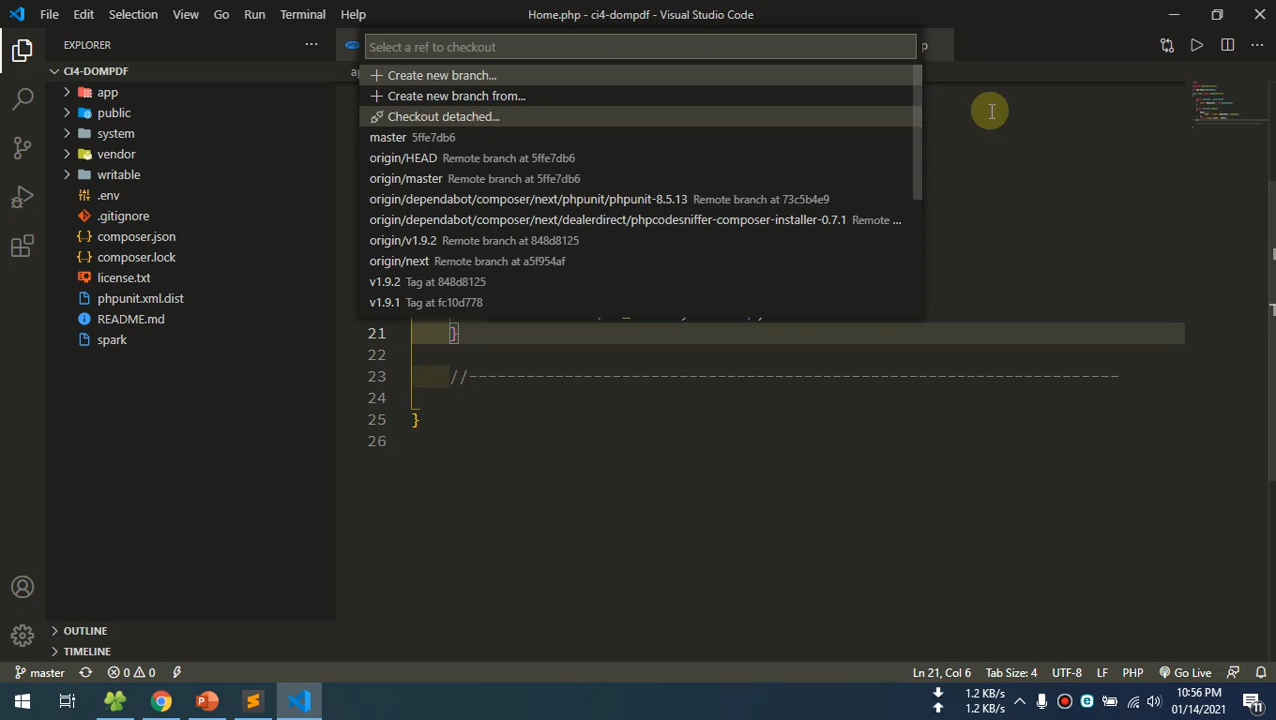 File Edit Selection View Go Run Terminal Help
Home.php - ci4-dompdf - Visual Studio Code
EXPLORER
Select a ref to checkout
p
CI4-DOMPDF
ap
Create new branch...
app
Create new branch from...
public
Checkout detached...
system
master 5ffe7db6
vendor
origin/HEAD Remote branch at 5ffe7db6
writable
origin/master Remote branch at 5ffe7db6
.env
origin/dependabot/composer/next/phpunit/phpunit-8.5.13 Remote branch at 73c5b4e9
.gitignore
origin/dependabot/composer/next/dealerdirect/phpcodesniffer-composer-installer-0.7.1 Remote ...
composer.json
origin/v1.9.2 Remote branch at 848d8125
composer.lock
origin/next Remote branch at a5f954af
license.txt
v1.9.2 Tag at 848d8125
phpunit.xml.dist
v1.9.1 Tag at fc10d778
README.md
spark
21 }
22
23 //--------------------------------------------------------------------
24
25 }
26
OUTLINE
TIMELINE
master 0 0
Ln 21, Col 6 Tab Size: 4 UTF-8 LF PHP Go Live
1.2 KB/s
1.2 KB/s
10:56 PM
01/14/2021
11